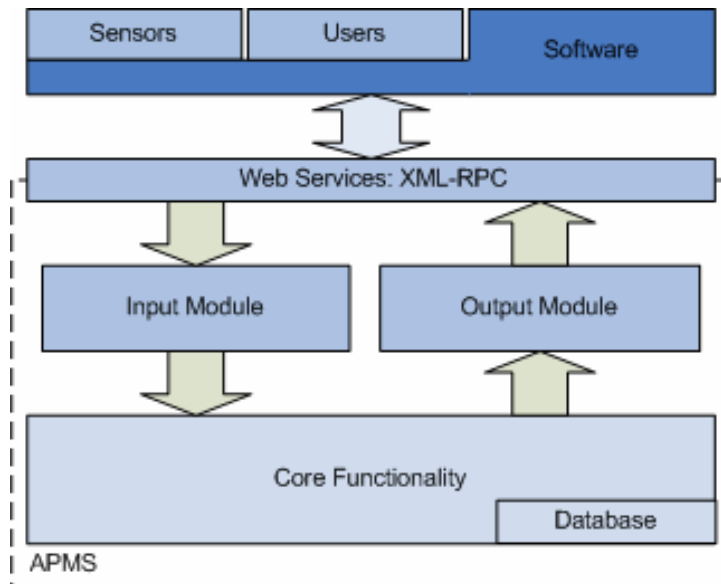 Sensors
Users
Software
Web Services: XML-RPC
Input Module
Output Module
Core Functionality
Database
APMS